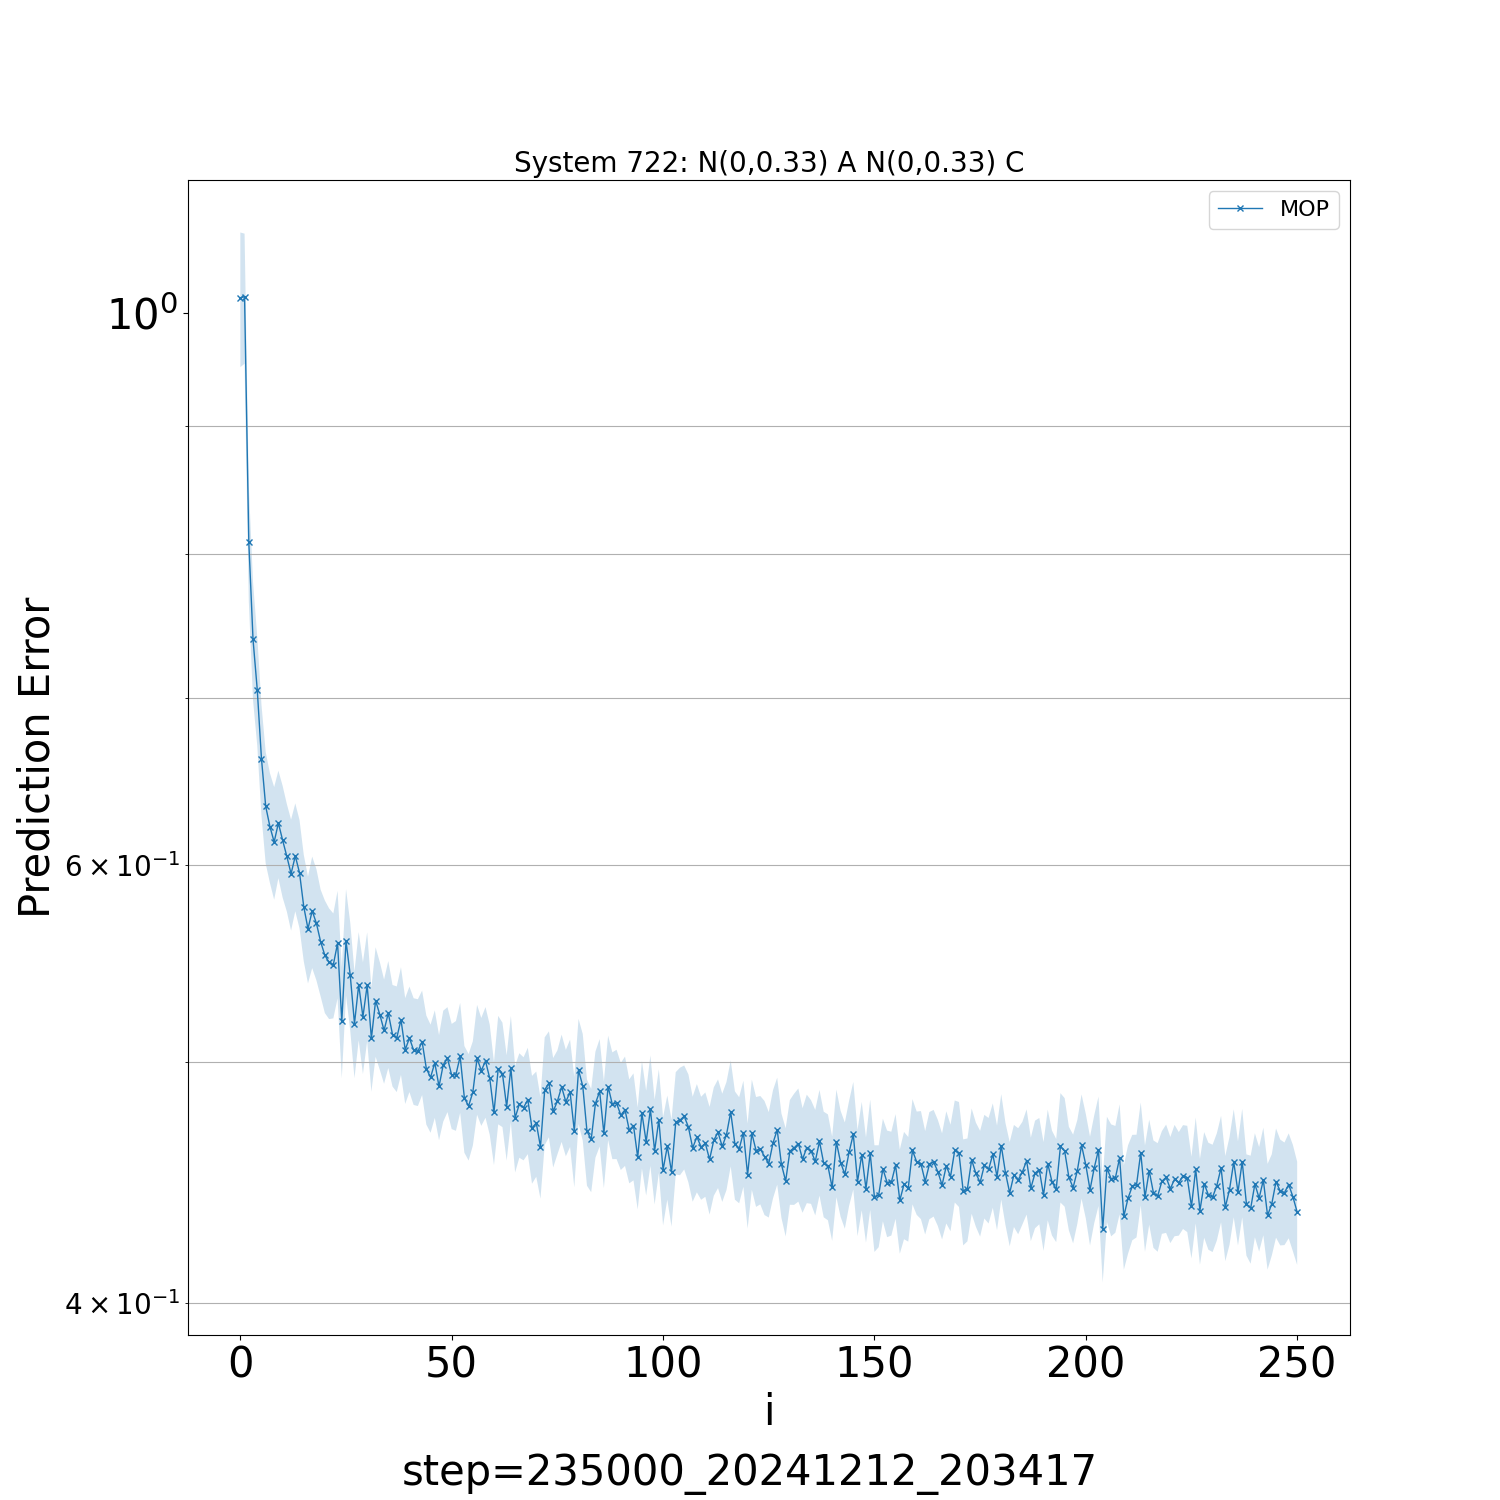 System 722: N(0,0.33) A N(0,0.33) C
MOP
10⁰
6 × 10⁻¹
4 × 10⁻¹
Prediction Error
0 50 100 150 200 250
i
step=235000_20241212_203417